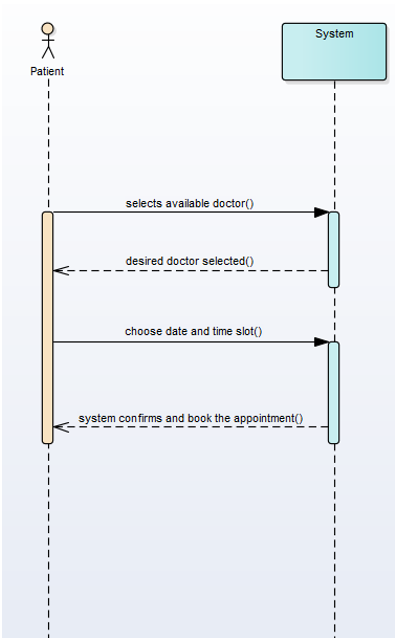 System
Patient
selects available doctor()
desired doctor selected()
choose date and time slot()
system confirms and book the appointment()